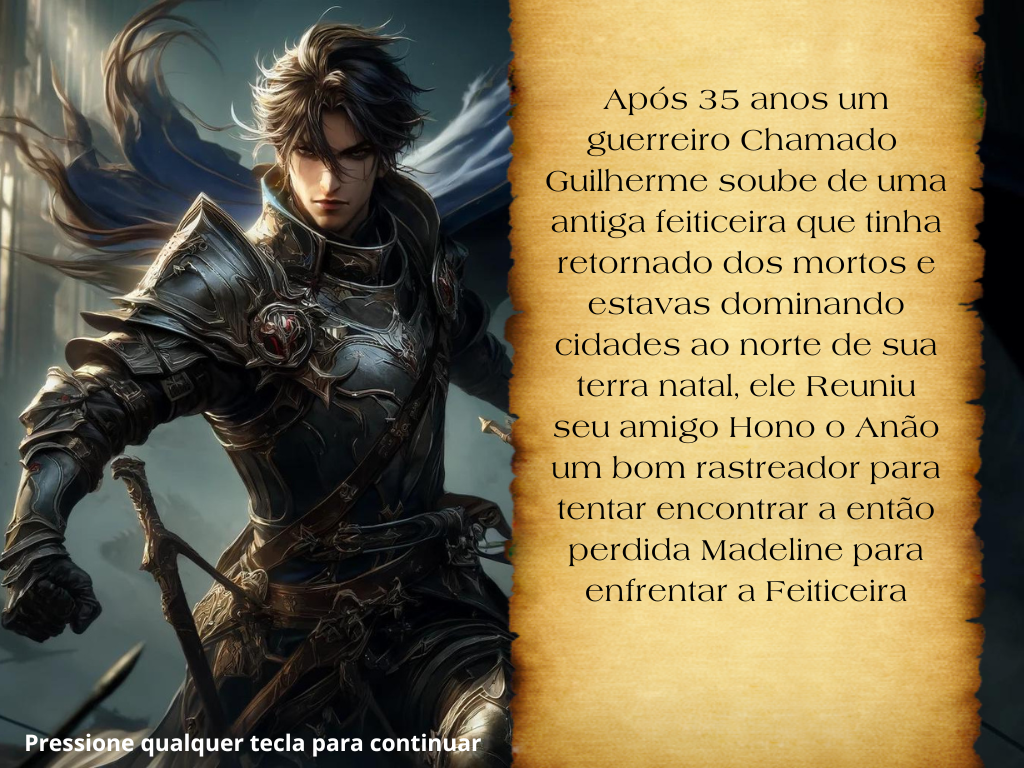 Após 35 anos um
guerreiro Chamado
Guilherme soube de uma
antiga feiticeira que tinha
retornado dos mortos e
estavas dominando
cidades ao norte de sua
terra natal, ele Reuniu
seu amigo Hono o Anão
um bom rastreador para
tentar encontrar a então
perdida Madeline para
enfrentar a Feiticeira
Pressione qualquer tecla para continuar